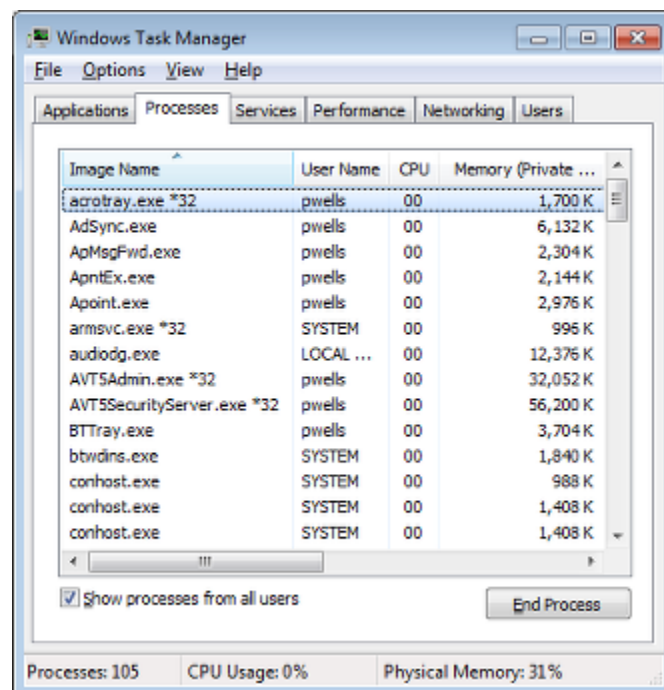 Windows Task Manager
File Options View Help
Applications Processes Services Performance Networking Users
Image Name User Name CPU Memory (Private ...
acrotray.exe *32 pwells 00 1,700 K
AdSync.exe pwells 00 6,132 K
ApMsgFwd.exe pwells 00 2,304 K
ApntEx.exe pwells 00 2,144 K
Apoint.exe pwells 00 2,976 K
armsvc.exe *32 SYSTEM 00 996 K
audiodg.exe LOCAL ... 00 12,376 K
AVT5Admin.exe *32 pwells 00 32,052 K
AVT5SecurityServer.exe *32 pwells 00 56,200 K
BTTray.exe pwells 00 3,704 K
btwdins.exe SYSTEM 00 1,840 K
conhost.exe SYSTEM 00 988 K
conhost.exe SYSTEM 00 1,408 K
conhost.exe SYSTEM 00 1,408 K
Show processes from all users
End Process
Processes: 105 CPU Usage: 0% Physical Memory: 31%